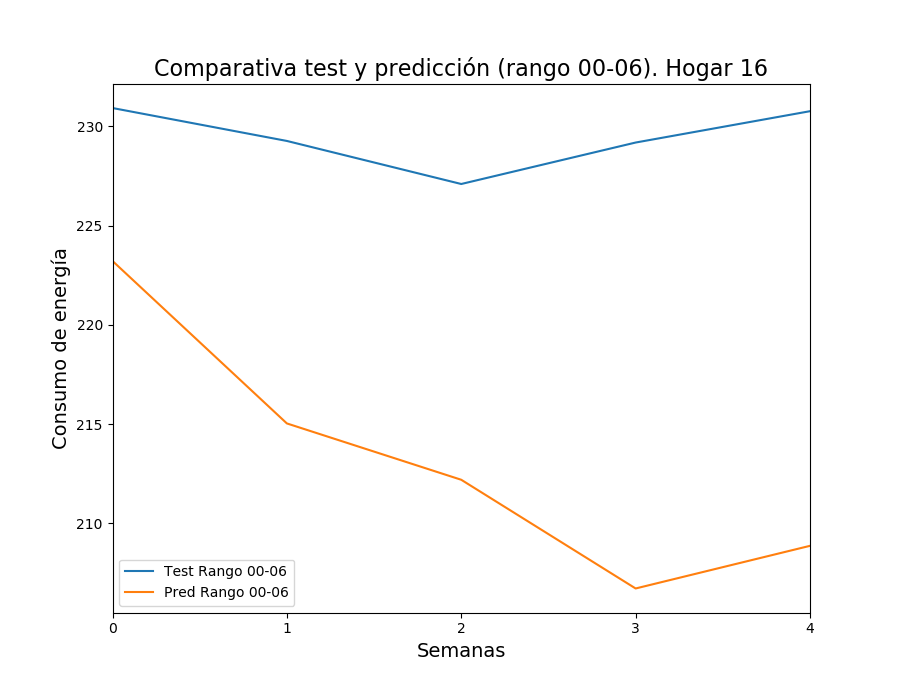 Comparativa test y predicción (rango 00-06). Hogar 16
230
225
220
215
210
Consumo de energía
Test Rango 00-06
Pred Rango 00-06
0 1 2 3 4
Semanas